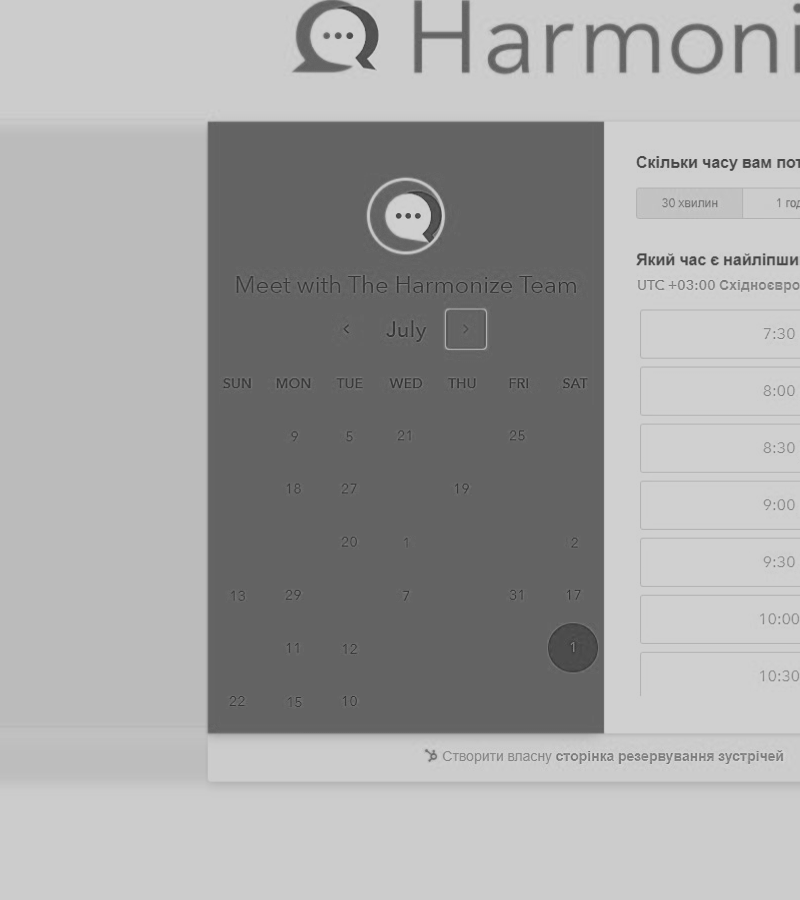 Harmoni
Meet with The Harmonize Team
July
SUN MON TUE WED THU FRI SAT
9 5 21 25
18 27 19
20 1 2
13 29 7 31 17
11 12 1
22 15 10
Скільки часу вам пот
30 хвилин 1 год
Який час є найліпши
UTC +03:00 Східноєвро
7:30
8:00
8:30
9:00
9:30
10:00
10:30
Створити власну сторінка резервування зустрічей